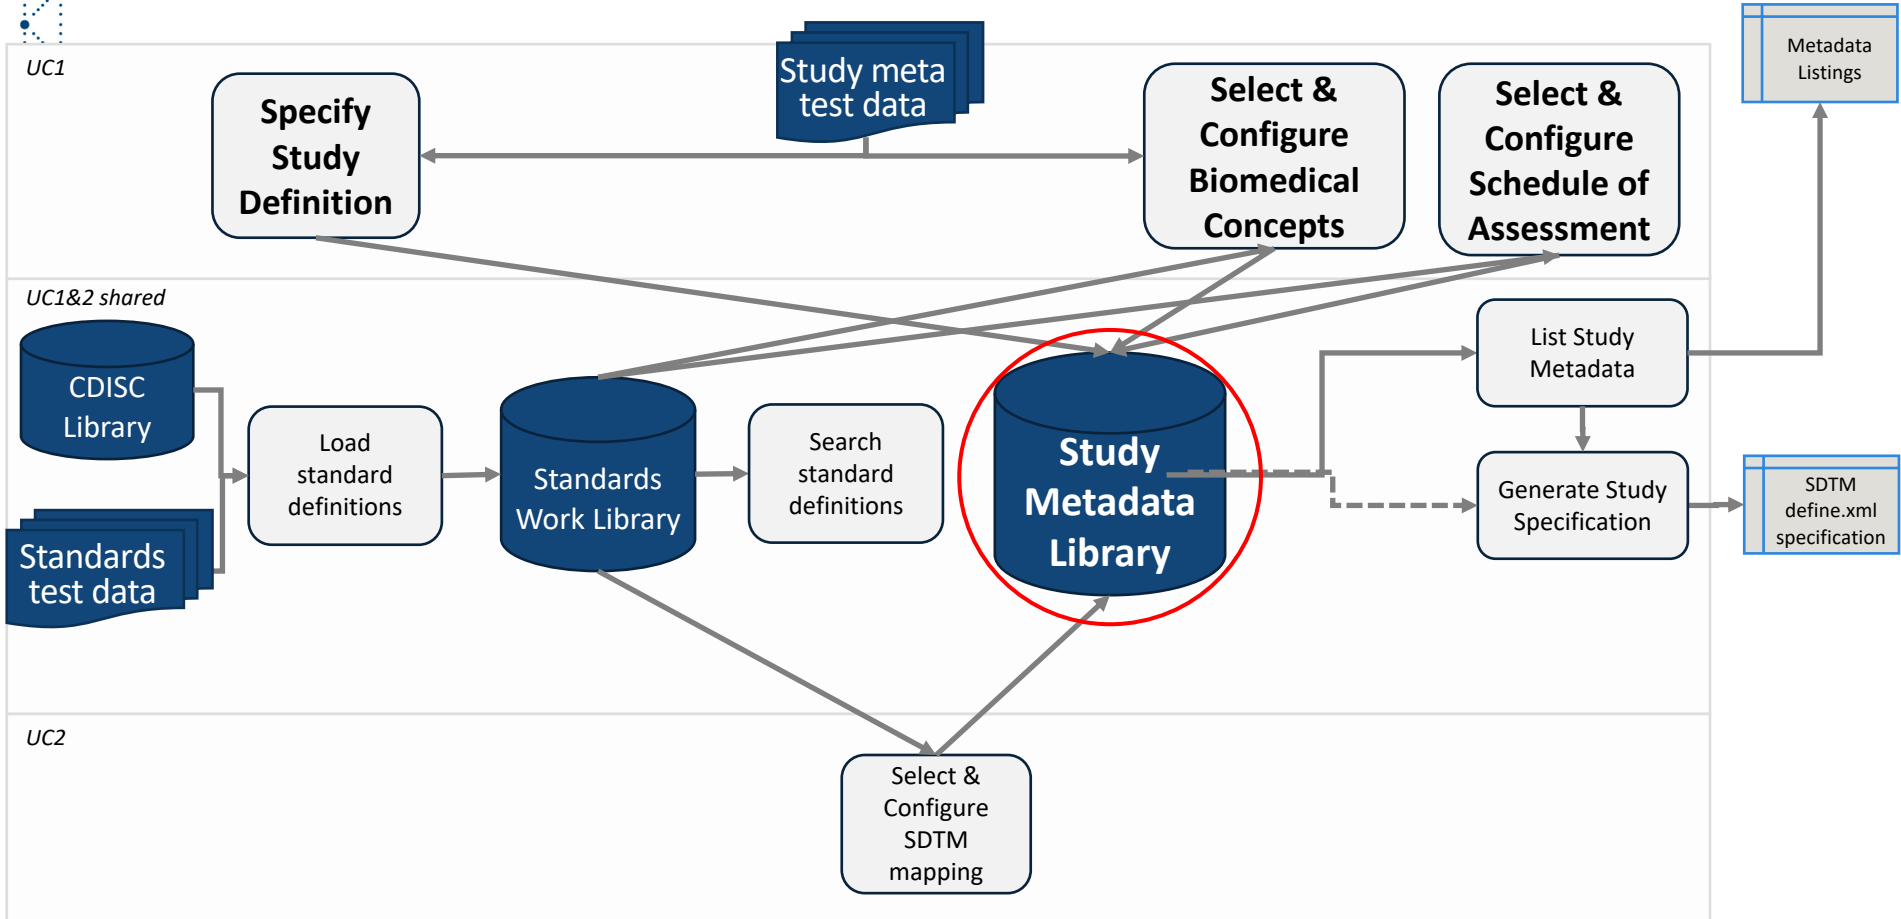 UC1
Specify
Study
Definition
Study meta
test data
Select &
Configure
Biomedical
Concepts
Select &
Configure
Schedule of
Assessment
Metadata
Listings
UC1&2 shared
CDISC
Library
Standards
test data
Load
standard
definitions
Standards
Work Library
Search
standard
definitions
Study
Metadata
Library
List Study
Metadata
Generate Study
Specification
SDTM
define.xml
specification
UC2
Select &
Configure
SDTM
mapping